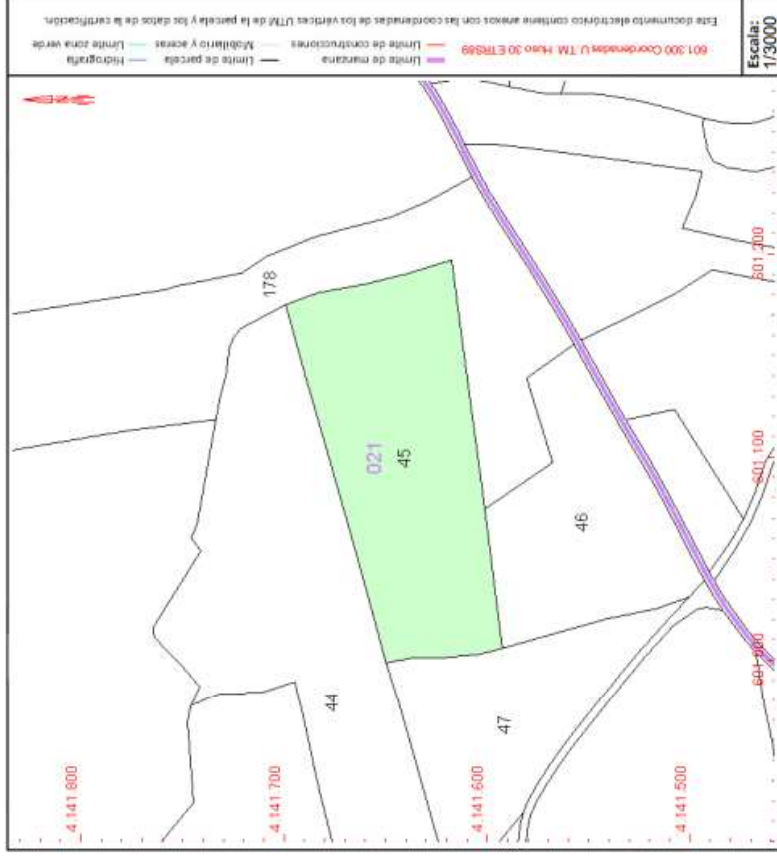 4.141.800
4.141.700
4.141.600
4.141.500
601.000
601.100
601.200
178
021
45
44
46
47
Escala:
1/3000
601.300 Coordenadas U.T.M. Huso 30 ETRS89
Límite de manzana
Límite de parcela
Hidrografía
Límite de construcciones
Mobiliario y aceras
Límite zona verde
Este documento electrónico contiene anexos con las coordenadas de los vértices UTM de la parcela y los datos de la certificación.